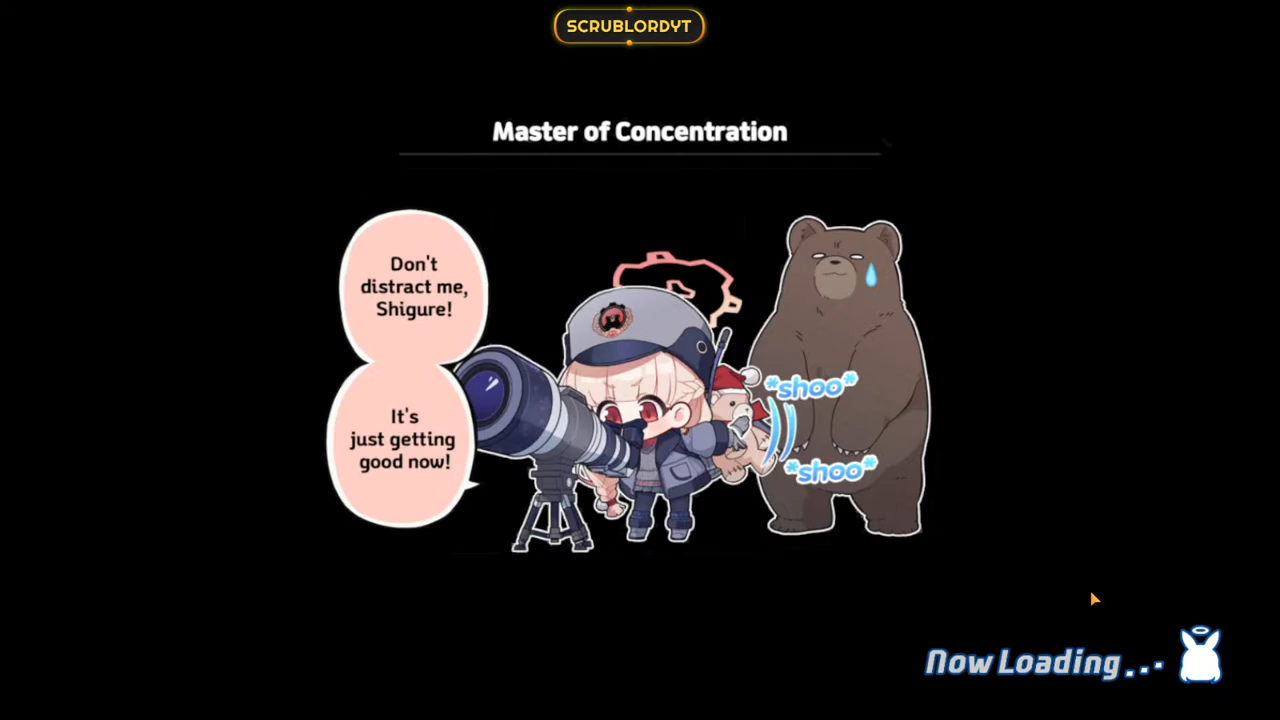 SCRUBLORDYT
Master of Concentration
Don't
distract me,
Shigure!
It's
just getting
good now!
*shoo*
*shoo*
Now Loading...